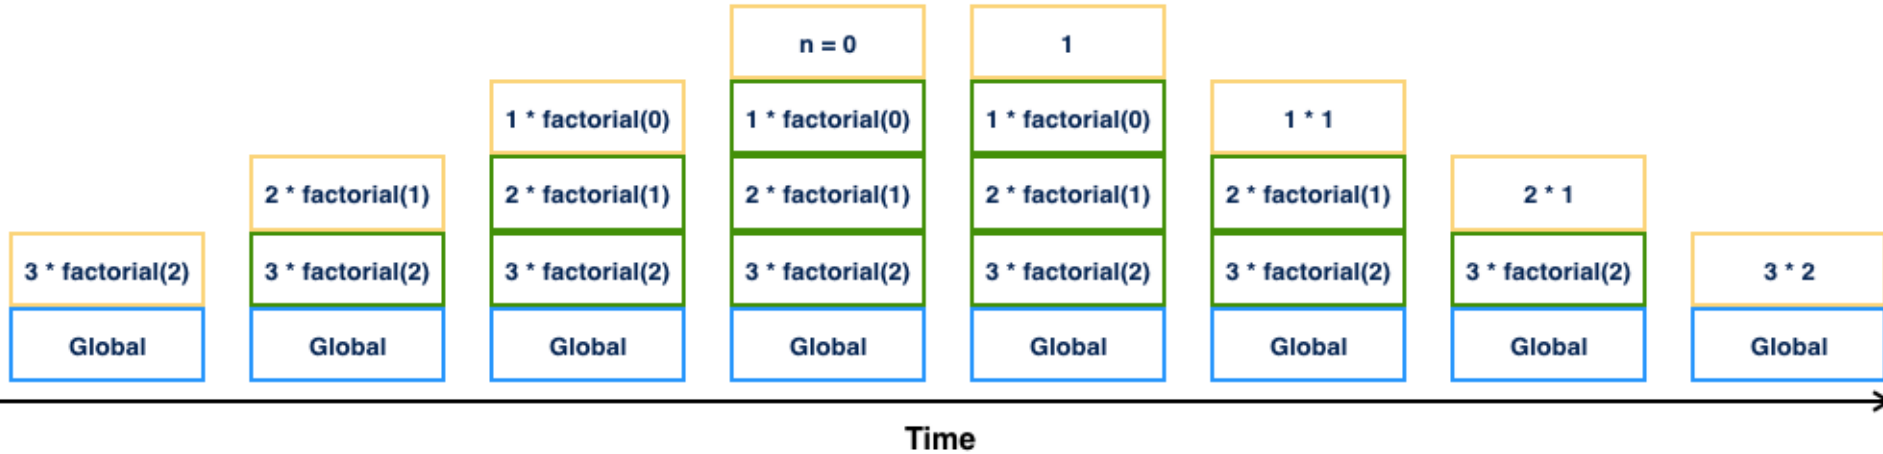 3 * factorial(2)
Global
2 * factorial(1)
3 * factorial(2)
Global
1 * factorial(0)
2 * factorial(1)
3 * factorial(2)
Global
n = 0
1 * factorial(0)
2 * factorial(1)
3 * factorial(2)
Global
1
1 * factorial(0)
2 * factorial(1)
3 * factorial(2)
Global
1 * 1
2 * factorial(1)
3 * factorial(2)
Global
2 * 1
3 * factorial(2)
Global
3 * 2
Global
Time